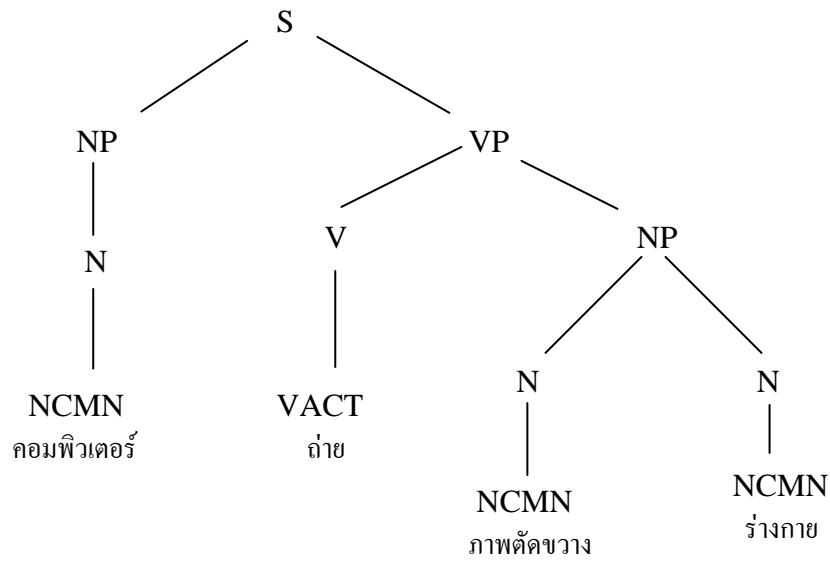 S
NP VP
V NP
N
N N
NCMN VACT
คอมพิวเตอร์ ถ่าย
NCMN NCMN
ภาพตัดขวาง ร่างกาย